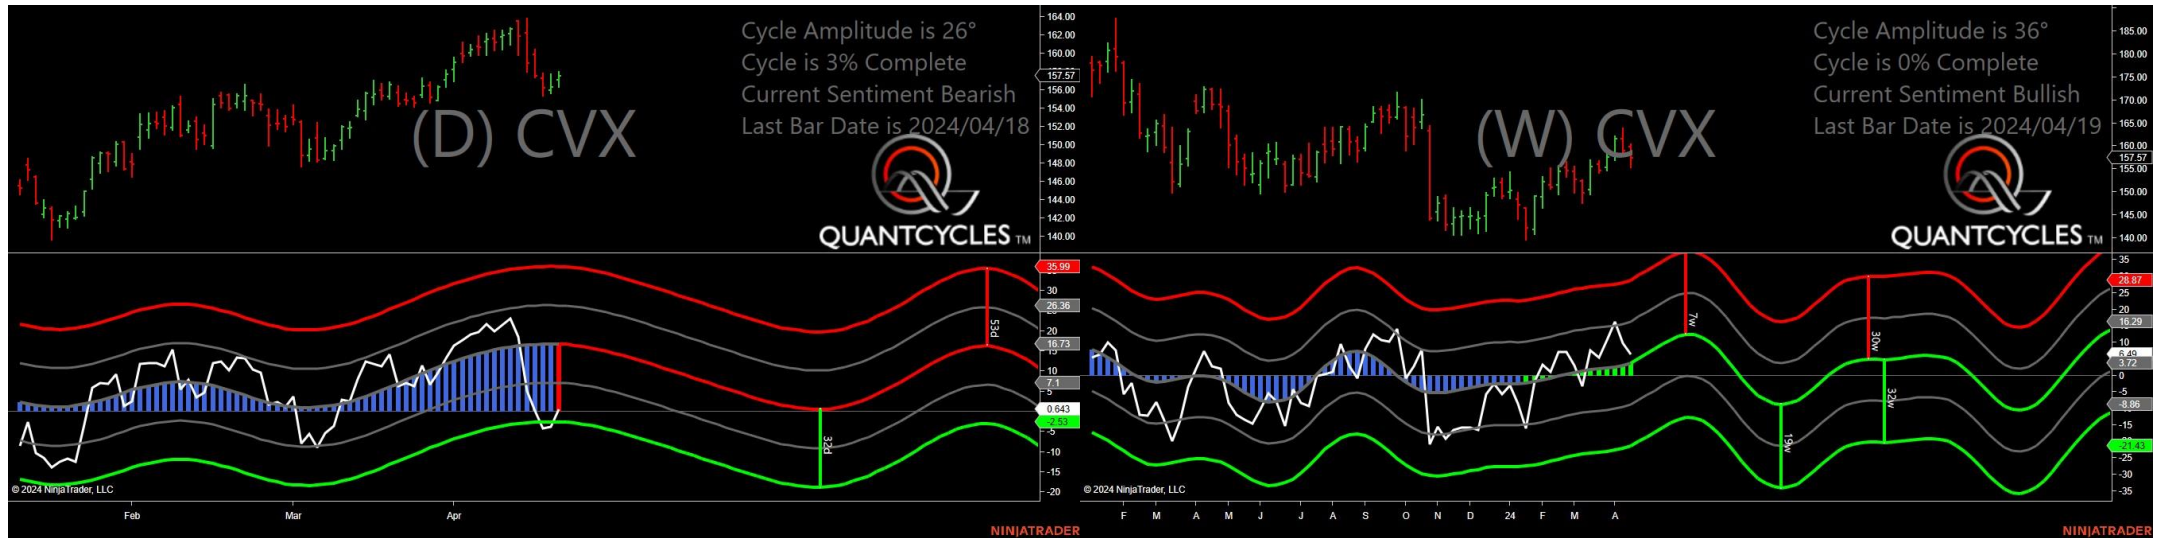 Cycle Amplitude is 26°
Cycle is 3% Complete
Current Sentiment Bearish
Last Bar Date is 2024/04/18
(D) CVX
QUANTCYCLES TM
164.00
162.00
160.00
157.57
156.00
154.00
152.00
150.00
148.00
146.00
144.00
142.00
140.00
35.99
30
26.36
20
16.73
15
10
7.1
5
0.643
-2.53
-5
-10
-15
-20
53d
32d
© 2024 NinjaTrader, LLC
Feb Mar Apr
NINJATRADER
Cycle Amplitude is 36°
Cycle is 0% Complete
Current Sentiment Bullish
Last Bar Date is 2024/04/19
(W) CVX
QUANTCYCLES TM
185.00
180.00
175.00
170.00
165.00
160.00
157.57
155.00
150.00
145.00
140.00
35
28.87
25
16.29
10
6.49
3.72
0
-5
-8.86
-15
-21.43
-25
-30
-35
7w
19w
30w
32w
© 2024 NinjaTrader, LLC
F M A M J J A S O N D 24 F M A
NINJATRADER